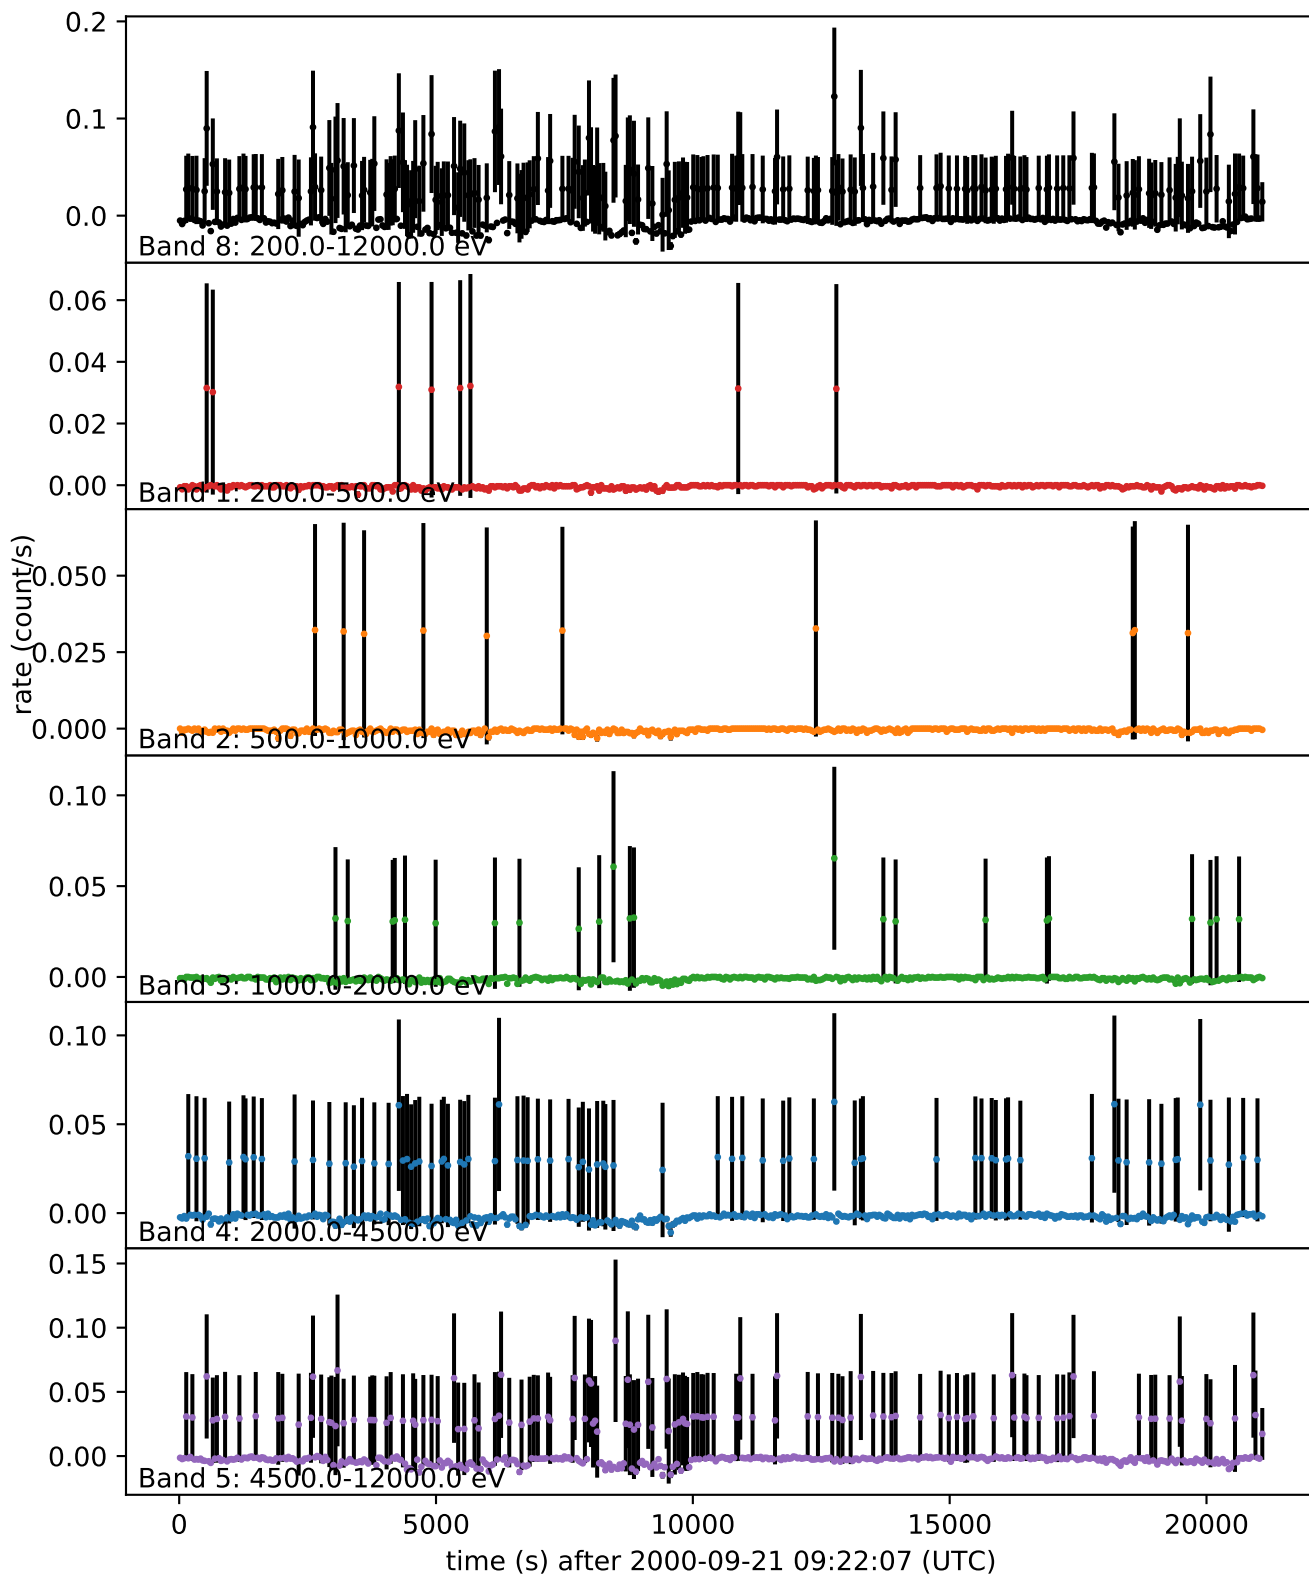 0.2
0.1
0.0
Band 8: 200.0-12000.0 eV
0.06
0.04
0.02
0.00
Band 1: 200.0-500.0 eV
rate (count/s)
0.050
0.025
0.000
Band 2: 500.0-1000.0 eV
0.10
0.05
0.00
Band 3: 1000.0-2000.0 eV
0.10
0.05
0.00
Band 4: 2000.0-4500.0 eV
0.15
0.10
0.05
0.00
Band 5: 4500.0-12000.0 eV
0 5000 10000 15000 20000
time (s) after 2000-09-21 09:22:07 (UTC)